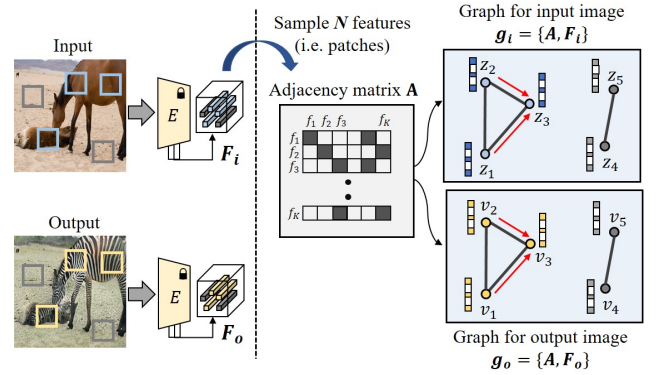 Input
E
F_i
Output
E
F_o
Sample N features
(i.e. patches)
Adjacency matrix A
f_1 f_2 f_3 f_K
f_1
f_2
f_3
f_K
Graph for input image
g_i = {A, F_i}
z_2
z_3
z_1
z_5
z_4
v_2
v_3
v_1
v_5
v_4
Graph for output image
g_o = {A, F_o}